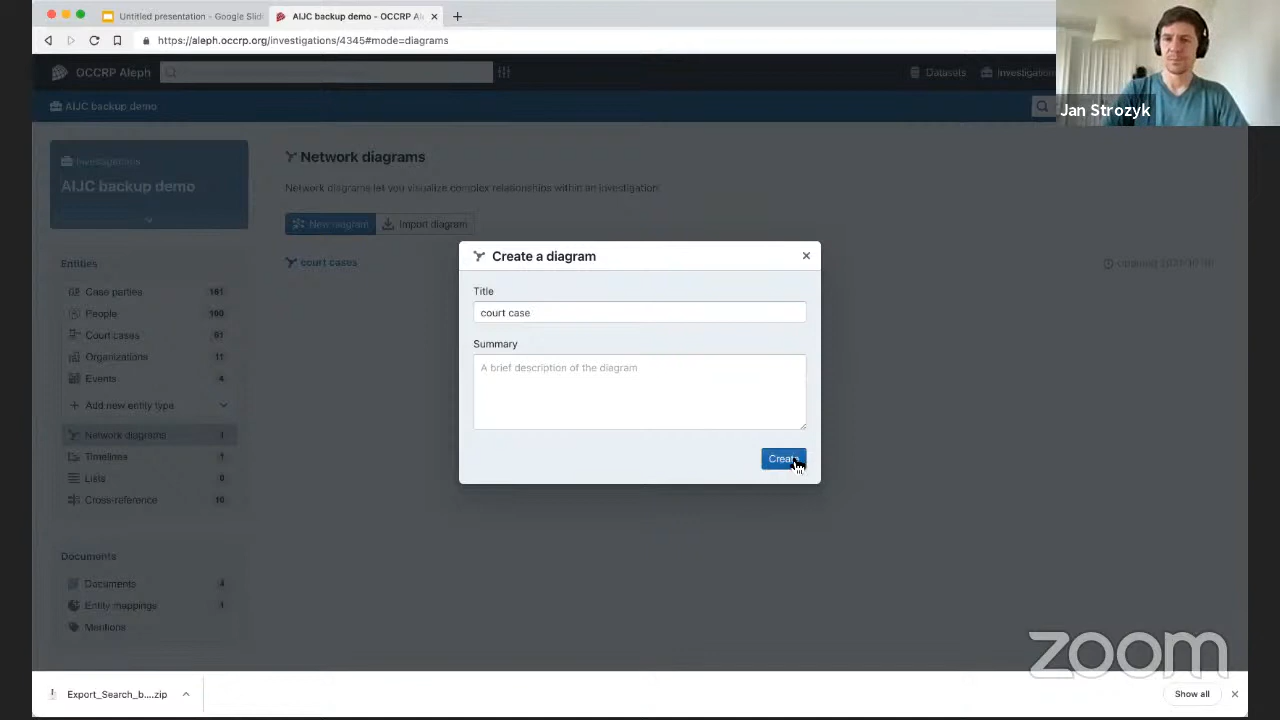 Untitled presentation - Google Slid
AIJC backup demo - OCCRP Al
https://aleph.occrp.org/investigations/4345#mode=diagrams
OCCRP Aleph
Datasets
Investigation
AIJC backup demo
Jan Strozyk
Investigations
AIJC backup demo
Network diagrams
Network diagrams let you visualize complex relationships within an investigation.
New diagram
Import diagram
court cases
Create a diagram
Title
court case
Summary
A brief description of the diagram
Create
Entities
Case parties 161
People 100
Court cases 61
Organizations 11
Events 4
Add new entity type
Network diagrams 1
Timelines 1
Lists 0
Cross-reference 10
Documents
Documents 4
Entity mappings 1
Mentions
zoom
Export_Search_b....zip
Show all